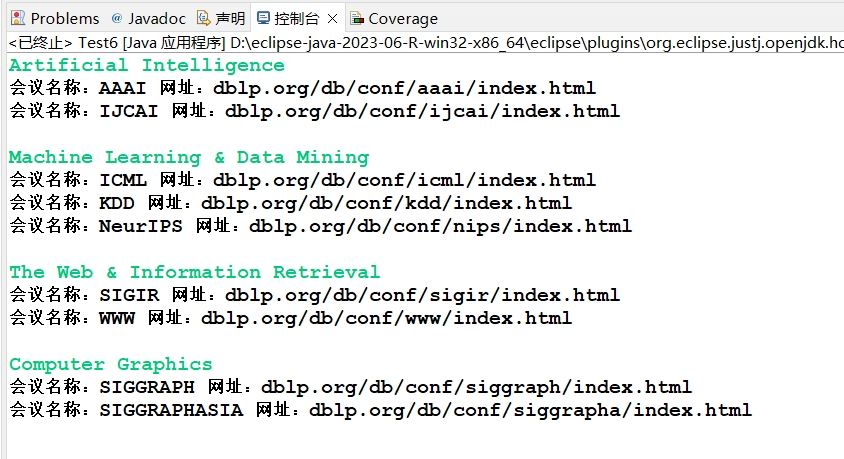 Problems @ Javadoc 声明 控制台 × Coverage
<已终止> Test6 [Java 应用程序] D:\eclipse-java-2023-06-R-win32-x86_64\eclipse\plugins\org.eclipse.justj.openjdk.ho
Artificial Intelligence
会议名称：AAAI 网址：dblp.org/db/conf/aaai/index.html
会议名称：IJCAI 网址：dblp.org/db/conf/ijcai/index.html
Machine Learning & Data Mining
会议名称：ICML 网址：dblp.org/db/conf/icml/index.html
会议名称：KDD 网址：dblp.org/db/conf/kdd/index.html
会议名称：NeurIPS 网址：dblp.org/db/conf/nips/index.html
The Web & Information Retrieval
会议名称：SIGIR 网址：dblp.org/db/conf/sigir/index.html
会议名称：WWW 网址：dblp.org/db/conf/www/index.html
Computer Graphics
会议名称：SIGGRAPH 网址：dblp.org/db/conf/siggraph/index.html
会议名称：SIGGRAPHASIA 网址：dblp.org/db/conf/siggrapha/index.html